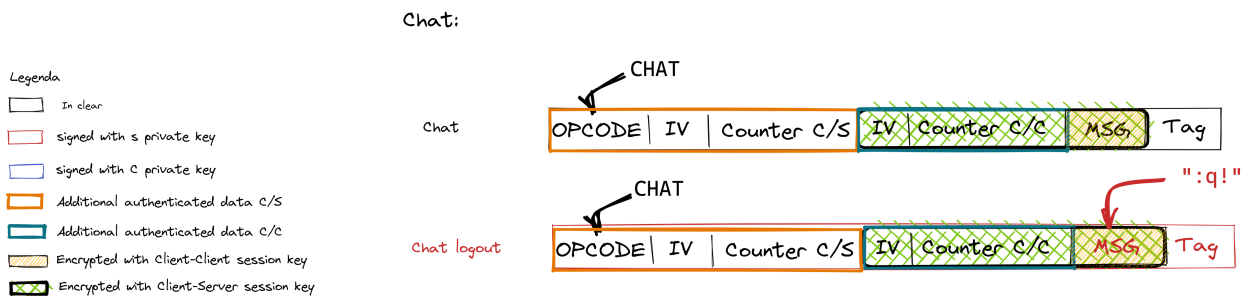 Chat:
Legenda
In clear
signed with s private key
signed with C private key
Additional authenticated data C/S
Additional authenticated data C/C
Encrypted with Client-Client session key
Encrypted with Client-Server session key
CHAT
Chat
OPCODE IV Counter C/S IV Counter C/C MSG Tag
CHAT
":q!"
Chat logout
OPCODE IV Counter C/S IV Counter C/C MSG Tag